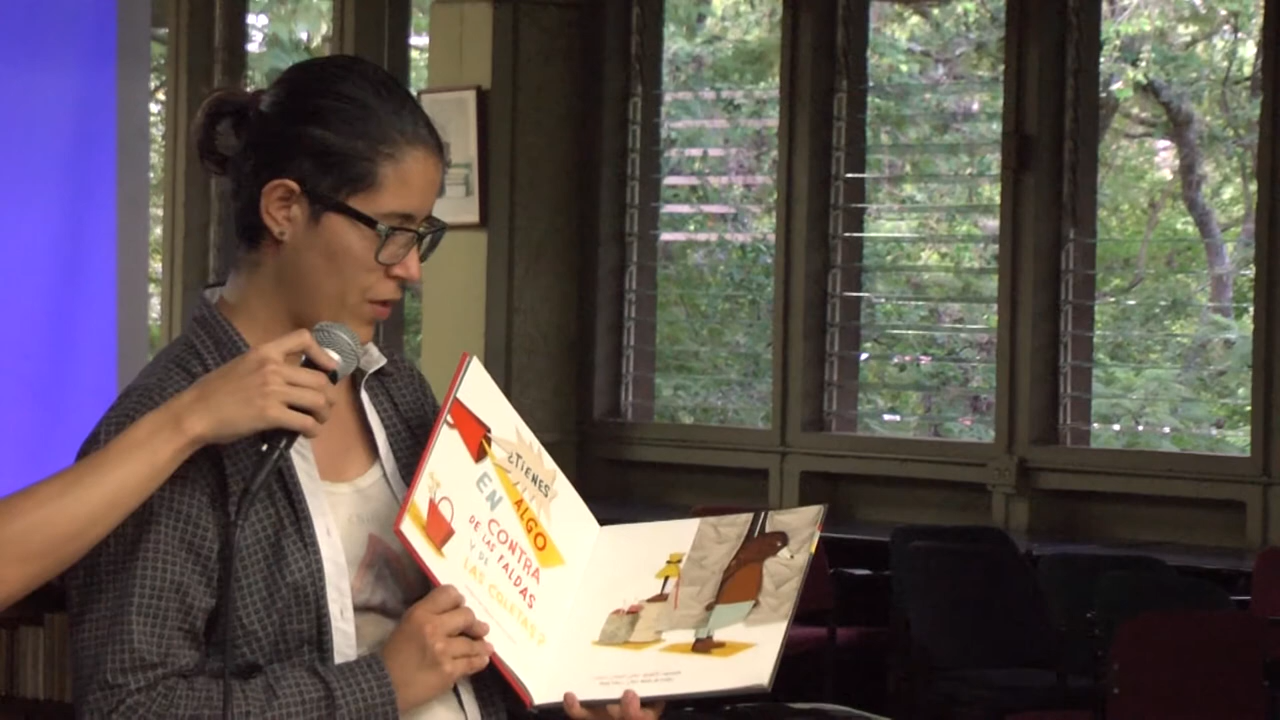 ¿TIENES
EN ALGO
CONTRA
DE LAS FALDAS
Y DE
LAS COLETAS?